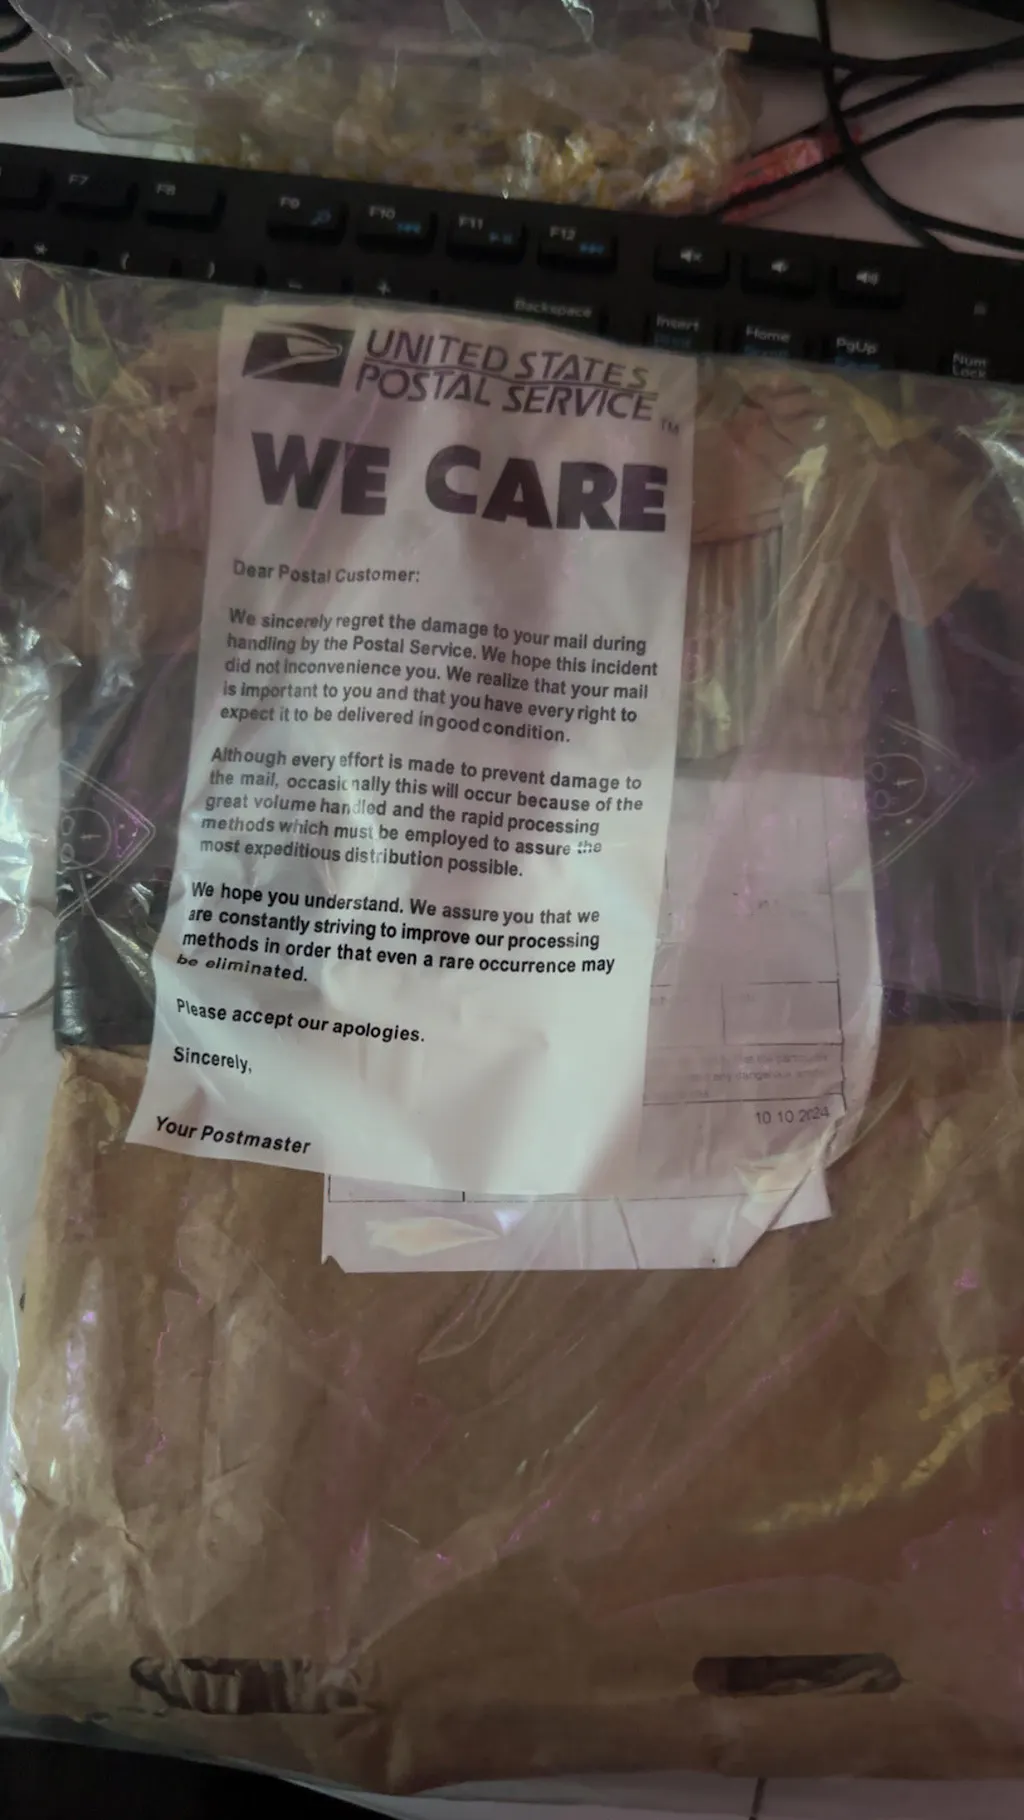 F7 F8 F9 F10 F11 F12
* ( ) - +
Backspace Insert Home PgUp Num
Lock
UNITED STATES
POSTAL SERVICE™
WE CARE
Dear Postal Customer:
We sincerely regret the damage to your mail during
handling by the Postal Service. We hope this incident
did not inconvenience you. We realize that your mail
is important to you and that you have every right to
expect it to be delivered in good condition.
Although every effort is made to prevent damage to
the mail, occasionally this will occur because of the
great volume handled and the rapid processing
methods which must be employed to assure the
most expeditious distribution possible.
We hope you understand. We assure you that we
are constantly striving to improve our processing
methods in order that even a rare occurrence may
be eliminated.
Please accept our apologies.
Sincerely,
Your Postmaster
10 10 2024